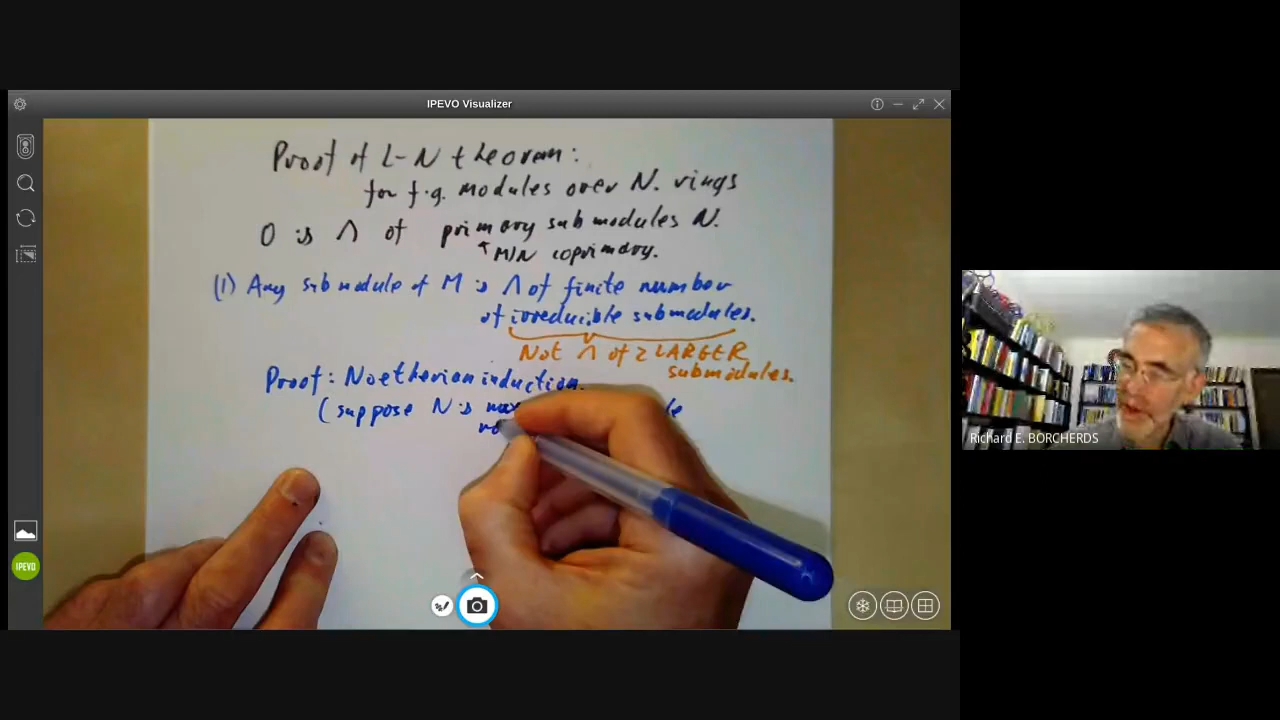 IPEVO Visualizer
Proof of L-N theorem:
for f.g. modules over N. rings
0 is ∩ of primary submodules N.
↑ M/N coprimary.
(1) Any submodule of M is ∩ of finite number
of irreducible submodules.
Not ∩ of 2 LARGER
submodules.
Proof: Noetherian induction.
(suppose N is
Richard E. BORCHERDS
IPEVO